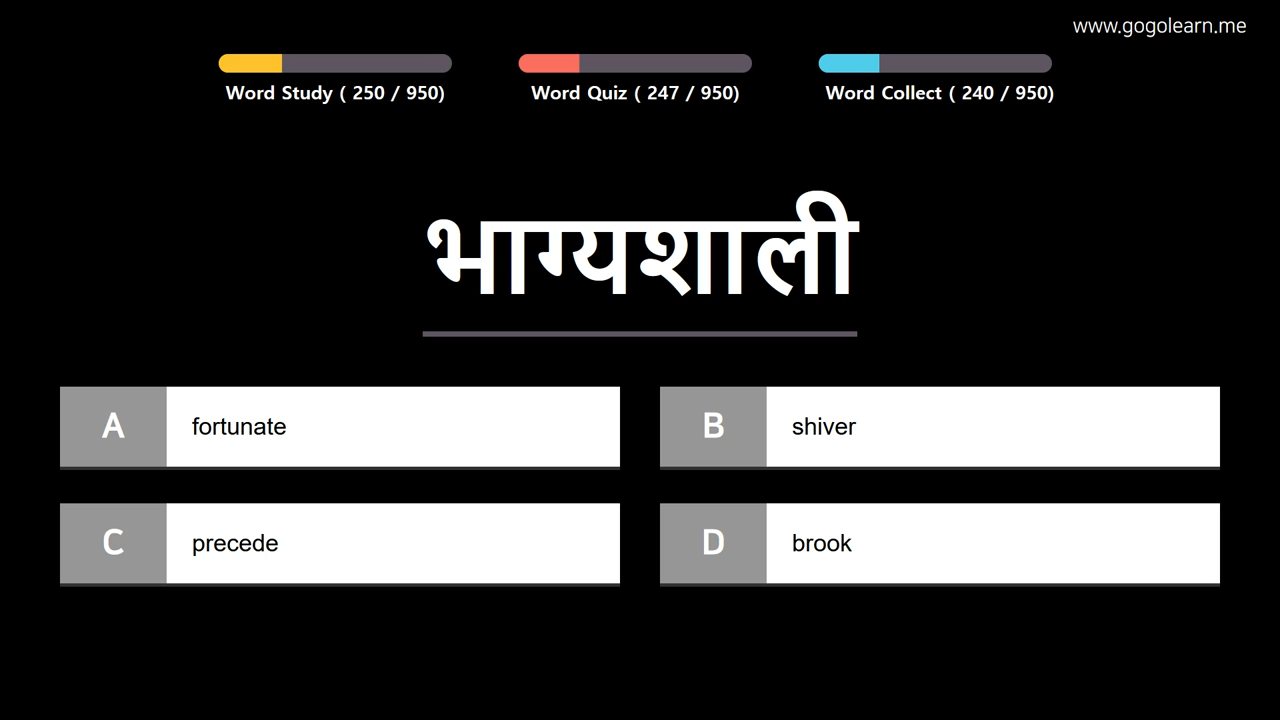 www.gogolearn.me
Word Study ( 250 / 950)
Word Quiz ( 247 / 950)
Word Collect ( 240 / 950)
भाग्यशाली
A fortunate
B shiver
C precede
D brook